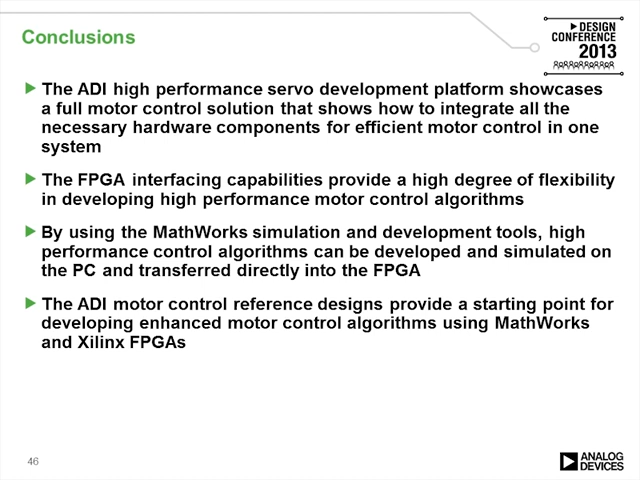 DESIGN
CONFERENCE
2013
Conclusions
The ADI high performance servo development platform showcases
a full motor control solution that shows how to integrate all the
necessary hardware components for efficient motor control in one
system
The FPGA interfacing capabilities provide a high degree of flexibility
in developing high performance motor control algorithms
By using the MathWorks simulation and development tools, high
performance control algorithms can be developed and simulated on
the PC and transferred directly into the FPGA
The ADI motor control reference designs provide a starting point for
developing enhanced motor control algorithms using MathWorks
and Xilinx FPGAs
46
ANALOG
DEVICES